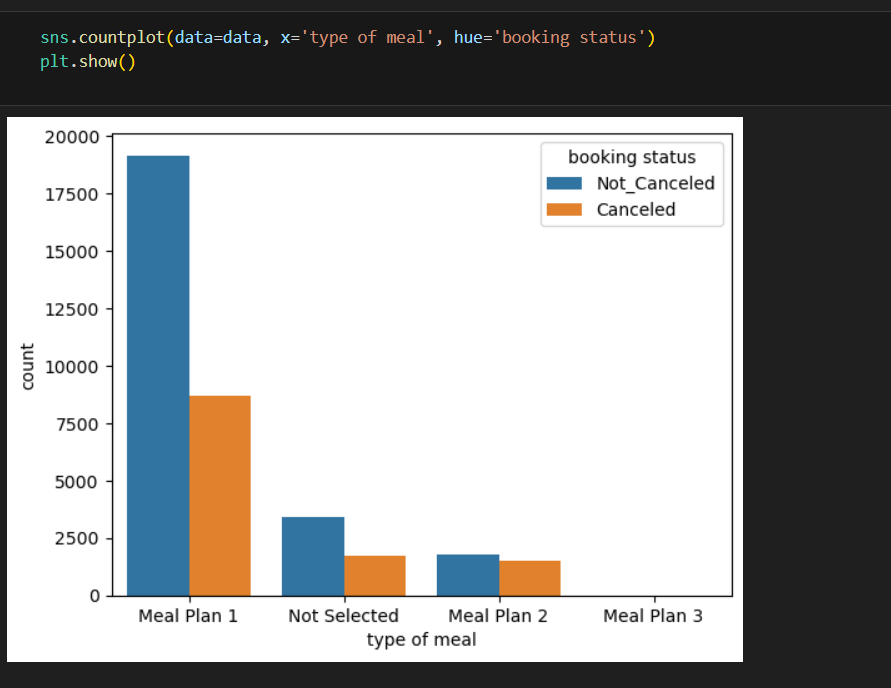 sns.countplot(data=data, x='type of meal', hue='booking status')
plt.show()
20000
17500
15000
12500
10000
7500
5000
2500
0
count
booking status
Not_Canceled
Canceled
Meal Plan 1
Not Selected
Meal Plan 2
Meal Plan 3
type of meal